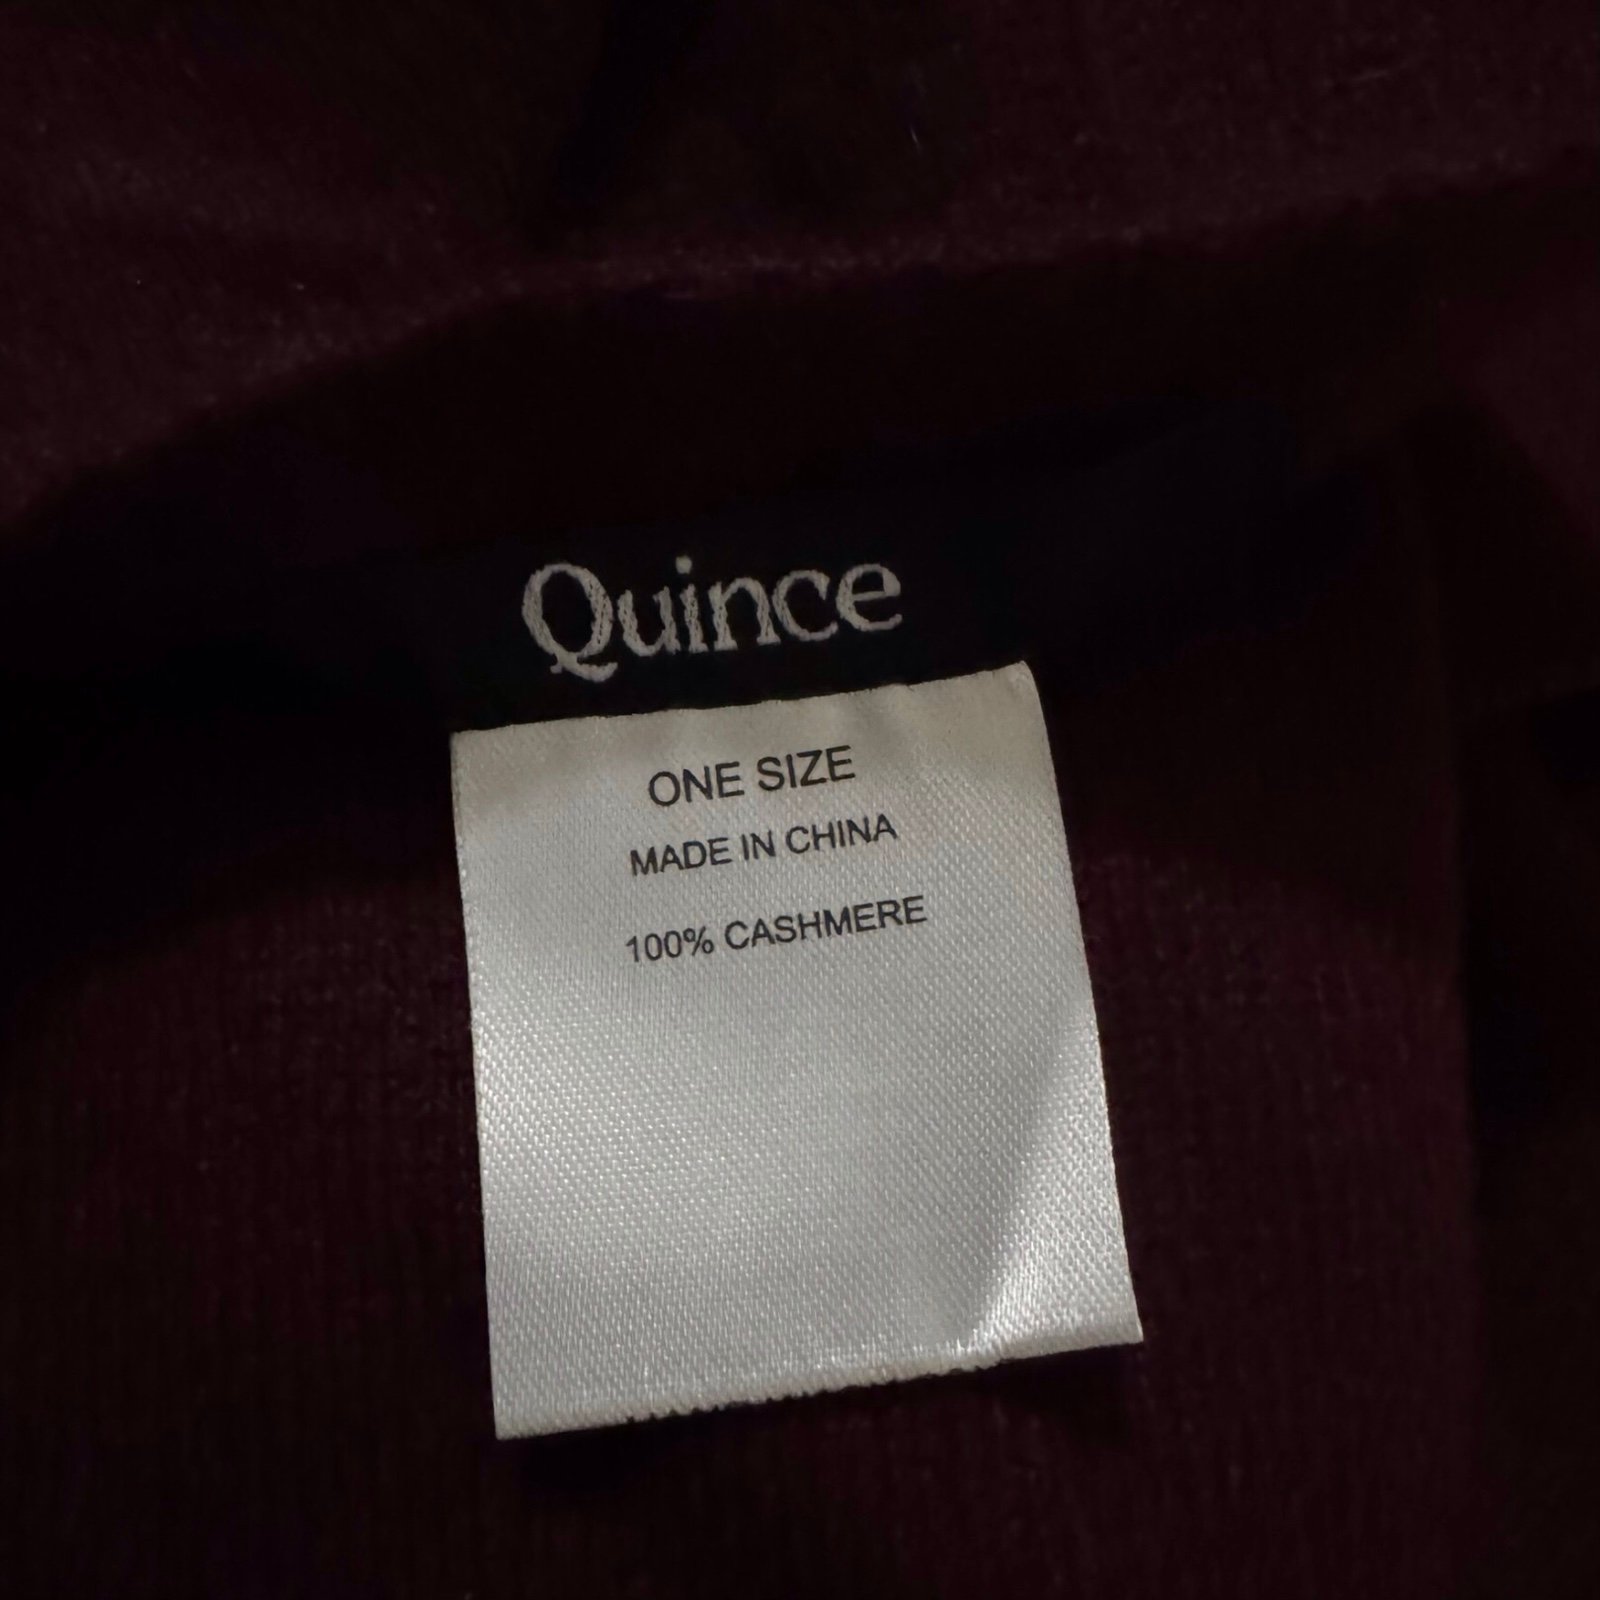 Quince
ONE SIZE
MADE IN CHINA
100% CASHMERE